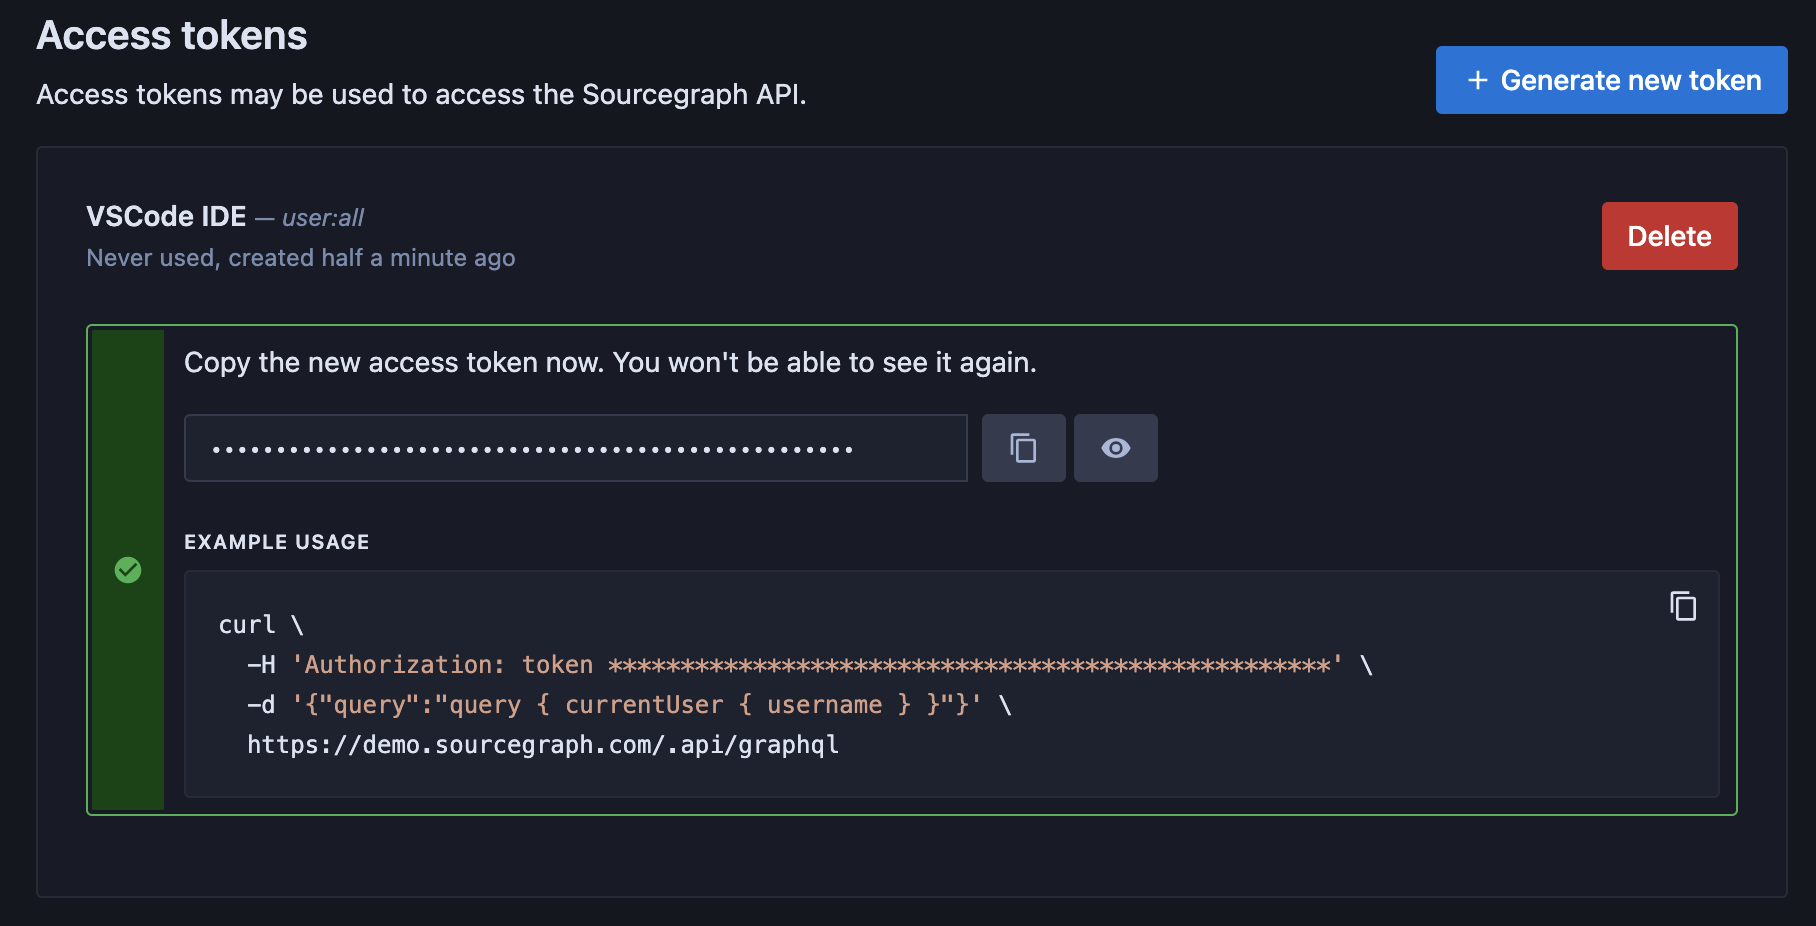 Access tokens
Access tokens may be used to access the Sourcegraph API.
+ Generate new token
VSCode IDE — user:all
Never used, created half a minute ago
Delete
Copy the new access token now. You won't be able to see it again.
••••••••••••••••••••••••••••••••••••••••••••••••••
EXAMPLE USAGE
curl \
  -H 'Authorization: token **************************************************' \
  -d '{"query":"query { currentUser { username } }"}' \
  https://demo.sourcegraph.com/.api/graphql